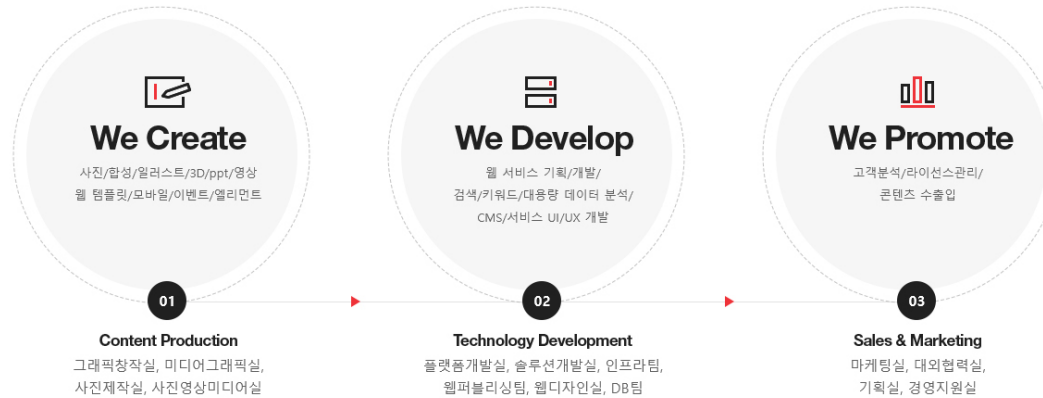 We Create
사진/합성/일러스트/3D/ppt/영상
웹 템플릿/모바일/이벤트/엘리먼트
01
Content Production
그래픽창작실, 미디어그래픽실,
사진제작실, 사진영상미디어실
We Develop
웹 서비스 기획/개발/
검색/키워드/대용량 데이터 분석/
CMS/서비스 UI/UX 개발
02
Technology Development
플랫폼개발실, 솔루션개발실, 인프라팀,
웹퍼블리싱팀, 웹디자인실, DB팀
We Promote
고객분석/라이선스관리/
콘텐츠 수출입
03
Sales & Marketing
마케팅실, 대외협력실,
기획실, 경영지원실